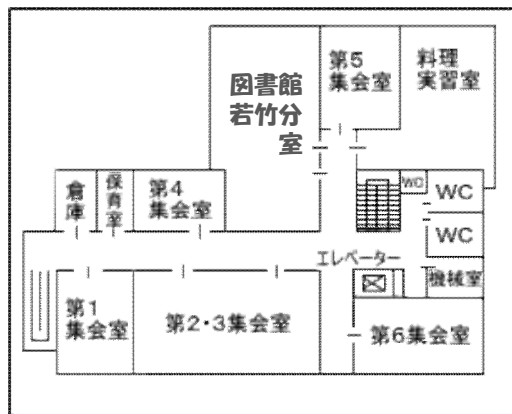 図書館
若竹分
室
第5
集会室
料理
実習室
倉庫
保育室
第4
集会室
WC
WC
WC
エレベーター
機械室
第1
集会室
第2・3集会室
第6集会室